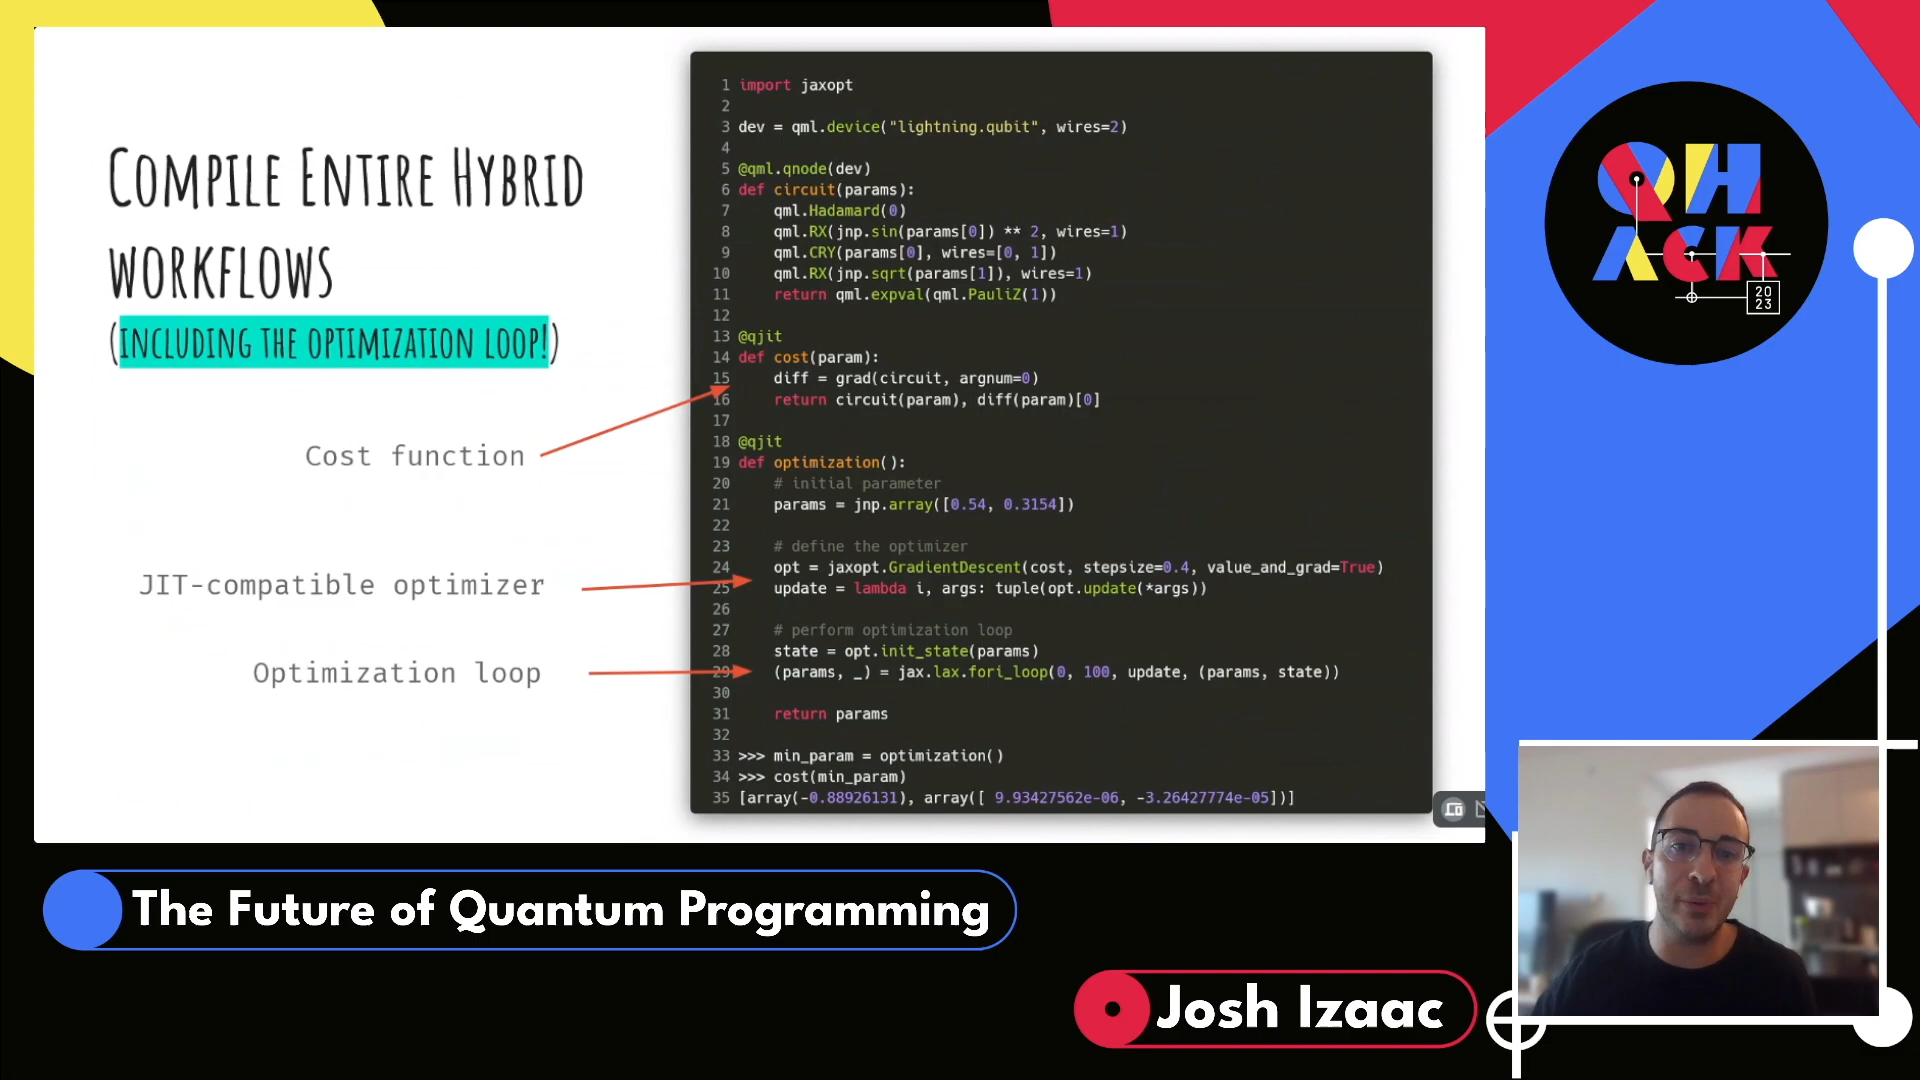 COMPILE ENTIRE HYBRID
WORKFLOWS
(INCLUDING THE OPTIMIZATION LOOP!)
Cost function
JIT-compatible optimizer
Optimization loop
1 import jaxopt
2
3 dev = qml.device("lightning.qubit", wires=2)
4
5 @qml.qnode(dev)
6 def circuit(params):
7     qml.Hadamard(0)
8     qml.RX(jnp.sin(params[0]) ** 2, wires=1)
9     qml.CRY(params[0], wires=[0, 1])
10     qml.RX(jnp.sqrt(params[1]), wires=1)
11     return qml.expval(qml.PauliZ(1))
12
13 @qjit
14 def cost(param):
15     diff = grad(circuit, argnum=0)
16     return circuit(param), diff(param)[0]
17
18 @qjit
19 def optimization():
20     # initial parameter
21     params = jnp.array([0.54, 0.3154])
22
23     # define the optimizer
24     opt = jaxopt.GradientDescent(cost, stepsize=0.4, value_and_grad=True)
25     update = lambda i, args: tuple(opt.update(*args))
26
27     # perform optimization loop
28     state = opt.init_state(params)
29     (params, _) = jax.lax.fori_loop(0, 100, update, (params, state))
30
31     return params
32
33 >>> min_param = optimization()
34 >>> cost(min_param)
35 [array(-0.88926131), array([ 9.93427562e-06, -3.26427774e-05])]
QH
ACK
20
23
The Future of Quantum Programming
Josh Izaac